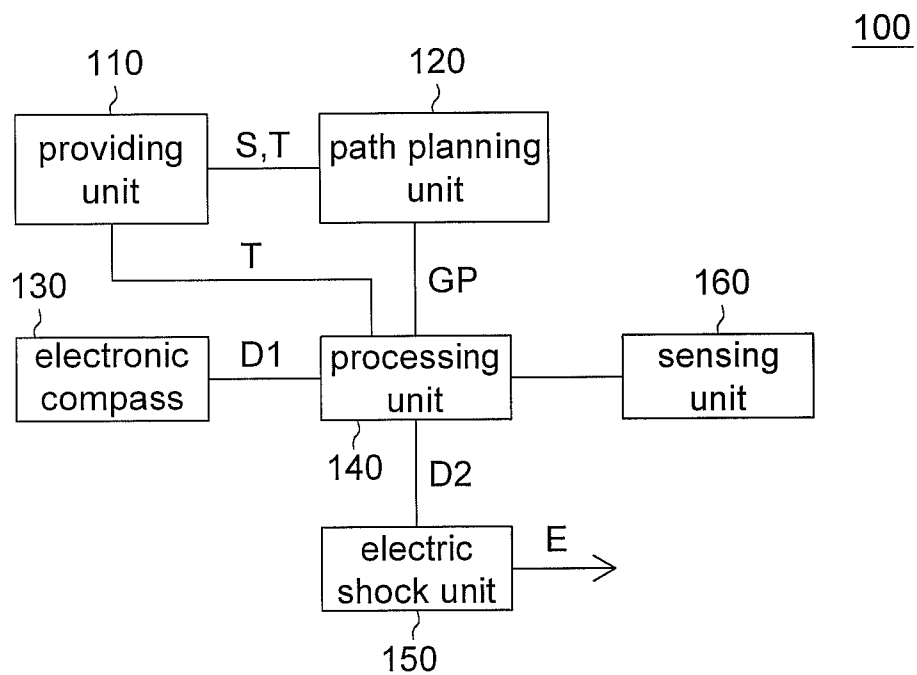 100
110
120
providing
unit
S,T
path planning
unit
T
GP
130
160
electronic
compass
D1
processing
unit
sensing
unit
140
D2
electric
shock unit
E
150